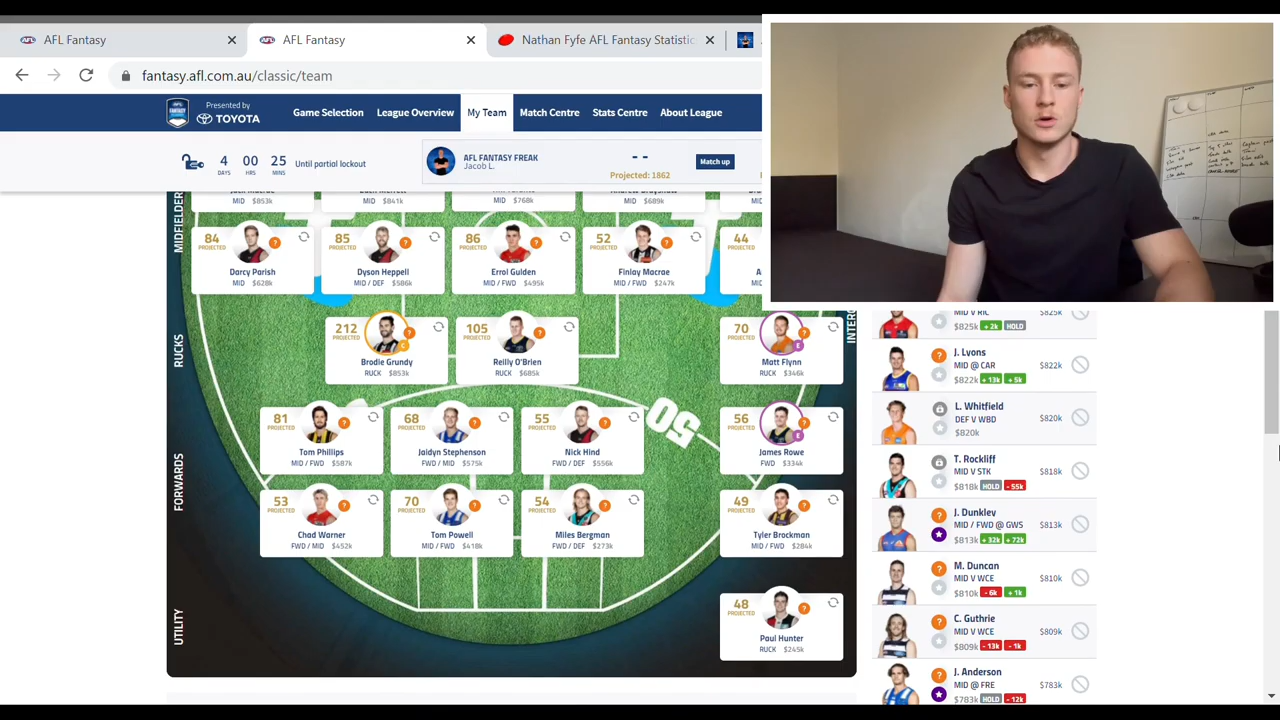 AFL Fantasy
AFL Fantasy
Nathan Fyfe AFL Fantasy Statistic
fantasy.afl.com.au/classic/team
Presented by
TOYOTA
Game Selection
League Overview
My Team
Match Centre
Stats Centre
About League
4 00 25
DAYS HRS MINS
Until partial lockout
AFL FANTASY FREAK
Jacob L.
- -
Projected: 1862
Match up
MIDFIELDERS
MID $853k
MID $841k
MID $768k
MID $689k
84
PROJECTED
Darcy Parish
MID $628k
85
PROJECTED
Dyson Heppell
MID / DEF $586k
86
PROJECTED
Errol Gulden
MID / FWD $495k
52
PROJECTED
Finlay Macrae
MID / FWD $247k
44
PROJECTED
RUCKS
212
PROJECTED
C
Brodie Grundy
RUCK $853k
105
PROJECTED
Reilly O'Brien
RUCK $685k
70
PROJECTED
E
Matt Flynn
RUCK $346k
50
FORWARDS
81
PROJECTED
Tom Phillips
MID / FWD $587k
68
PROJECTED
Jaidyn Stephenson
FWD / MID $575k
55
PROJECTED
Nick Hind
FWD / DEF $556k
56
PROJECTED
E
James Rowe
FWD $334k
53
PROJECTED
Chad Warner
FWD / MID $452k
70
PROJECTED
Tom Powell
MID / FWD $418k
54
PROJECTED
Miles Bergman
FWD / DEF $273k
49
PROJECTED
Tyler Brockman
MID / FWD $284k
UTILITY
48
PROJECTED
Paul Hunter
RUCK $245k
MID V RIC
$825k + 2k HOLD
$825k
J. Lyons
MID @ CAR
$822k + 13k + 5k
$822k
L. Whitfield
DEF V WBD
$820k
$820k
T. Rockliff
MID V STK
$818k HOLD - 55k
$818k
J. Dunkley
MID / FWD @ GWS
$813k + 32k + 72k
$813k
M. Duncan
MID V WCE
$810k - 6k + 1k
$810k
C. Guthrie
MID V WCE
$809k - 13k - 1k
$809k
J. Anderson
MID @ FRE
$783k HOLD - 12k
$783k